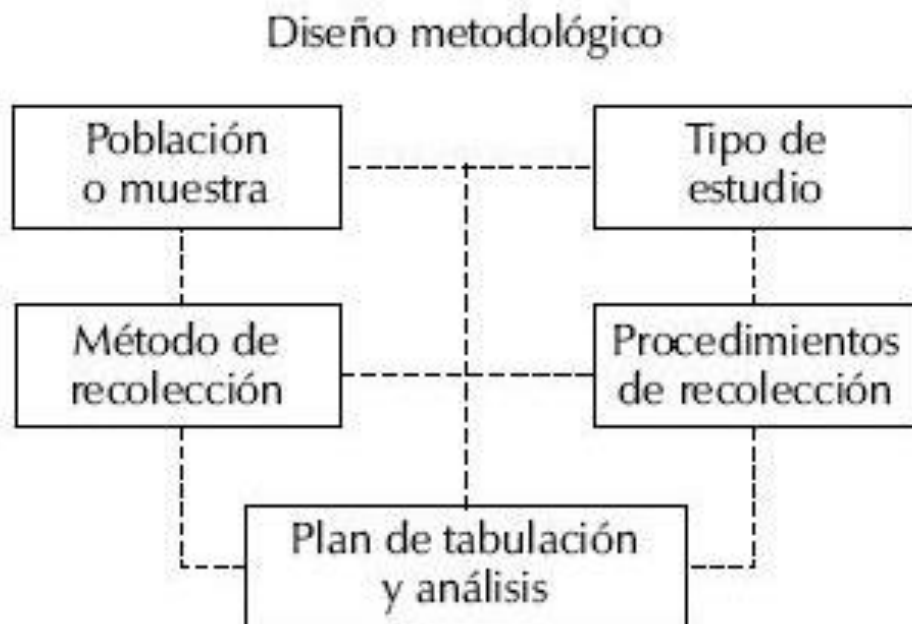 Diseño metodológico
Población
o muestra
Tipo de
estudio
Método de
recolección
Procedimientos
de recolección
Plan de tabulación
y análisis